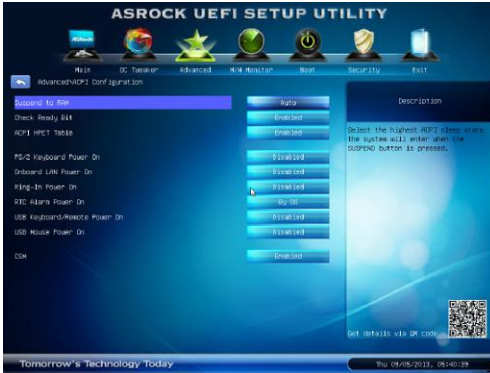 ASROCK UEFI SETUP UTILITY
Main OC Tweaker Advanced H/W Monitor Boot Security Exit
Advanced\ACPI Configuration
Suspend to RAM Auto
Check Ready Bit Enabled
ACPI HPET Table Enabled
PS/2 Keyboard Power On Disabled
Onboard LAN Power On Disabled
Ring-In Power On Disabled
RTC Alarm Power On By OS
USB Keyboard/Remote Power On Disabled
USB Mouse Power On Disabled
CSM Enabled
Description
Select the highest ACPI sleep state
the system will enter when the
SUSPEND button is pressed.
Get details via QR code
Tomorrow's Technology Today
Thu 09/05/2013, 05:40:39